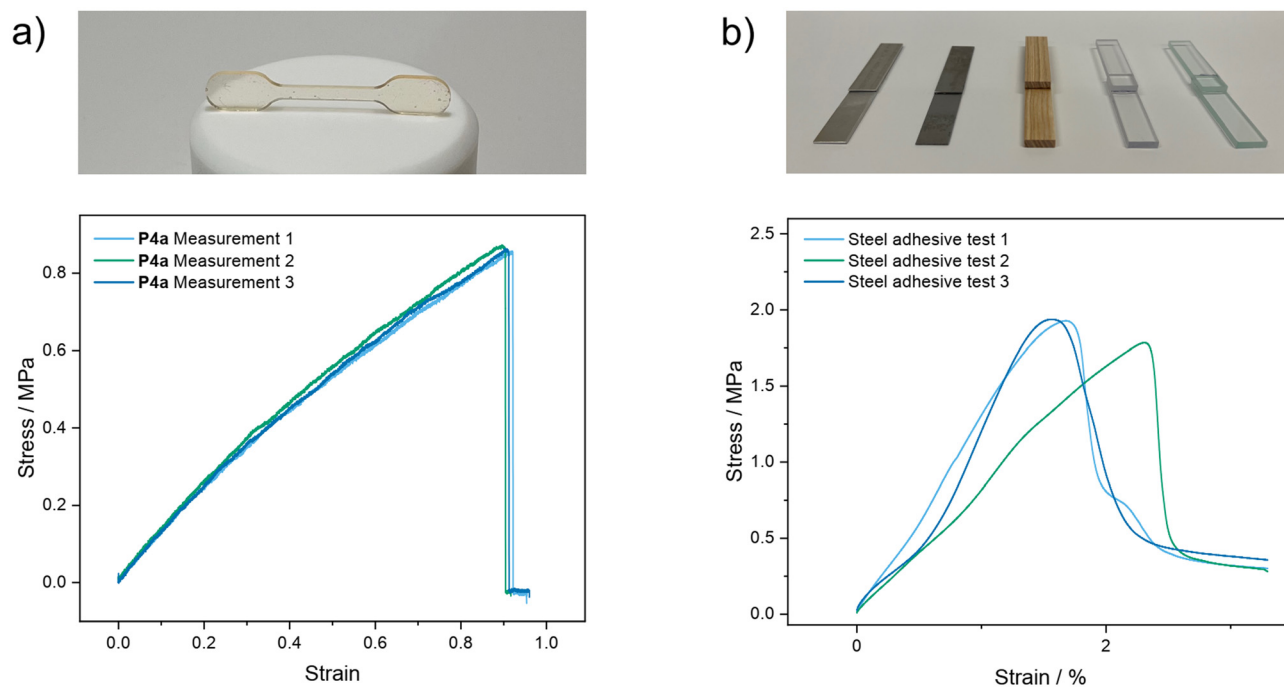 a)
P4a Measurement 1
P4a Measurement 2
P4a Measurement 3
Stress / MPa
0.8
0.6
0.4
0.2
0.0
0.0 0.2 0.4 0.6 0.8 1.0
Strain
b)
Steel adhesive test 1
Steel adhesive test 2
Steel adhesive test 3
Stress / MPa
2.5
2.0
1.5
1.0
0.5
0.0
0 2
Strain / %